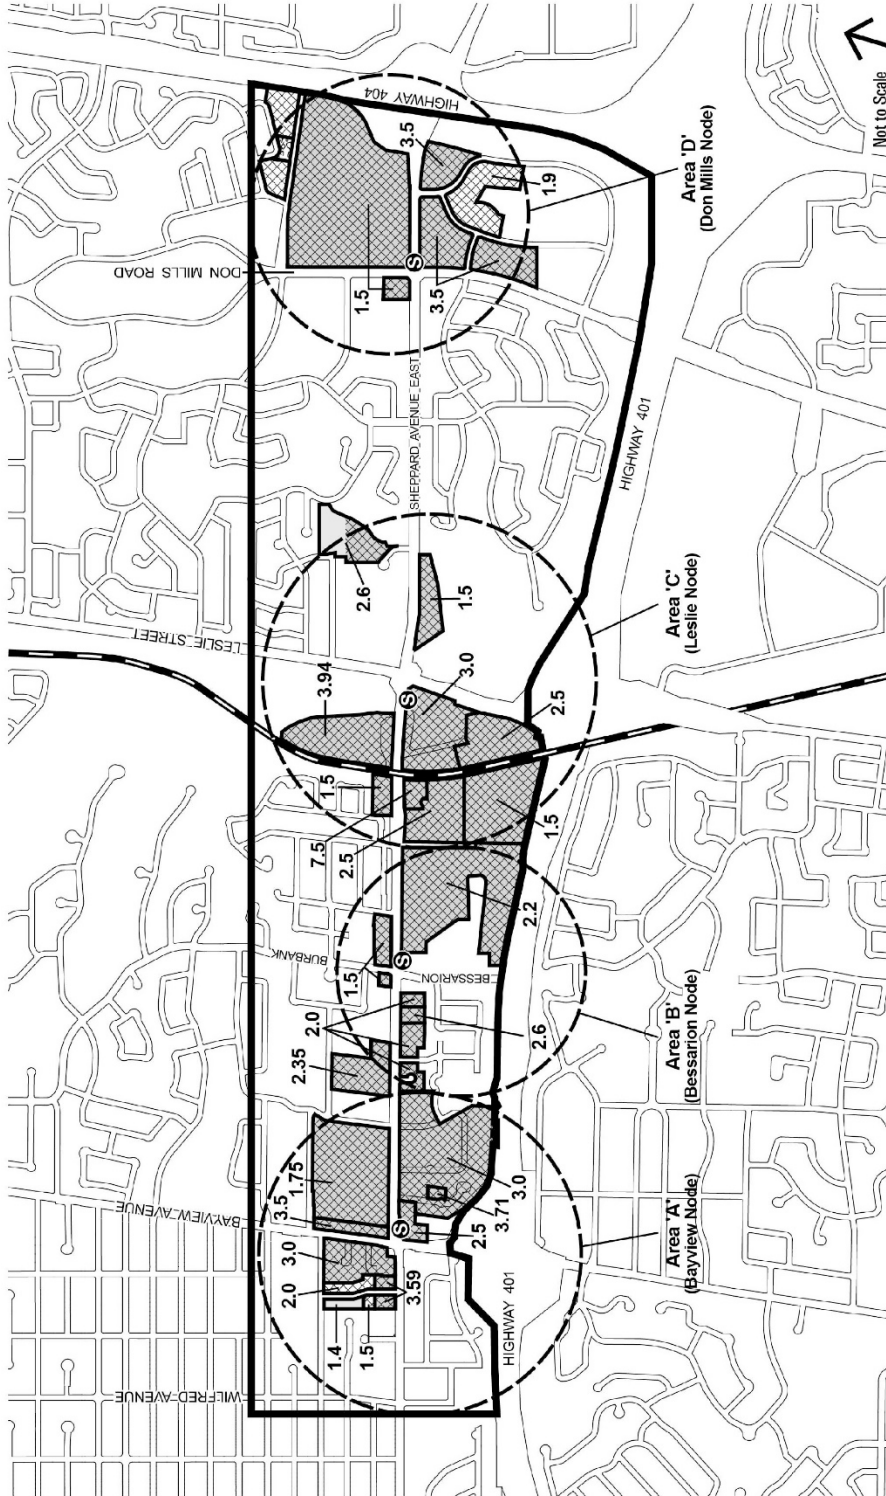 HIGHWAY 404
3.5
1.9
Area 'D'
(Don Mills Node)
Not to Scale
DON MILLS ROAD
S
1.5
3.5
SHEPPARD AVENUE EAST
HIGHWAY 401
2.6
1.5
LESLIE STREET
Area 'C'
(Leslie Node)
3.94
S
3.0
2.5
1.5
7.5
2.5
1.5
2.2
BURBANK
S
BESSARION
1.5
2.0
2.6
2.35
Area 'B'
(Bessarion Node)
BAYVIEW AVENUE
1.75
3.5
3.0
3.71
S
2.5
3.0
2.0
3.59
1.4
1.5
Area 'A'
(Bayview Node)
HIGHWAY 401
WILFRED AVENUE